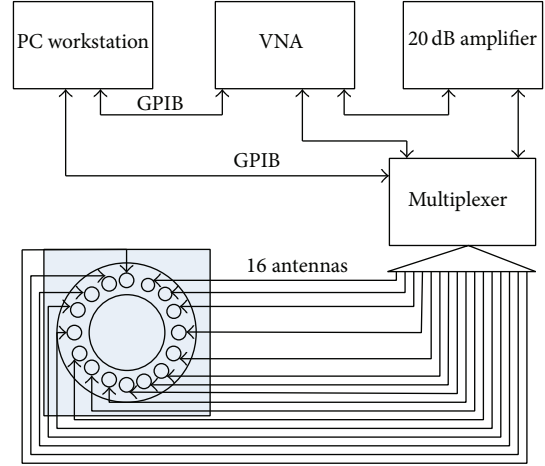 PC workstation
VNA
20 dB amplifier
GPIB
GPIB
Multiplexer
16 antennas